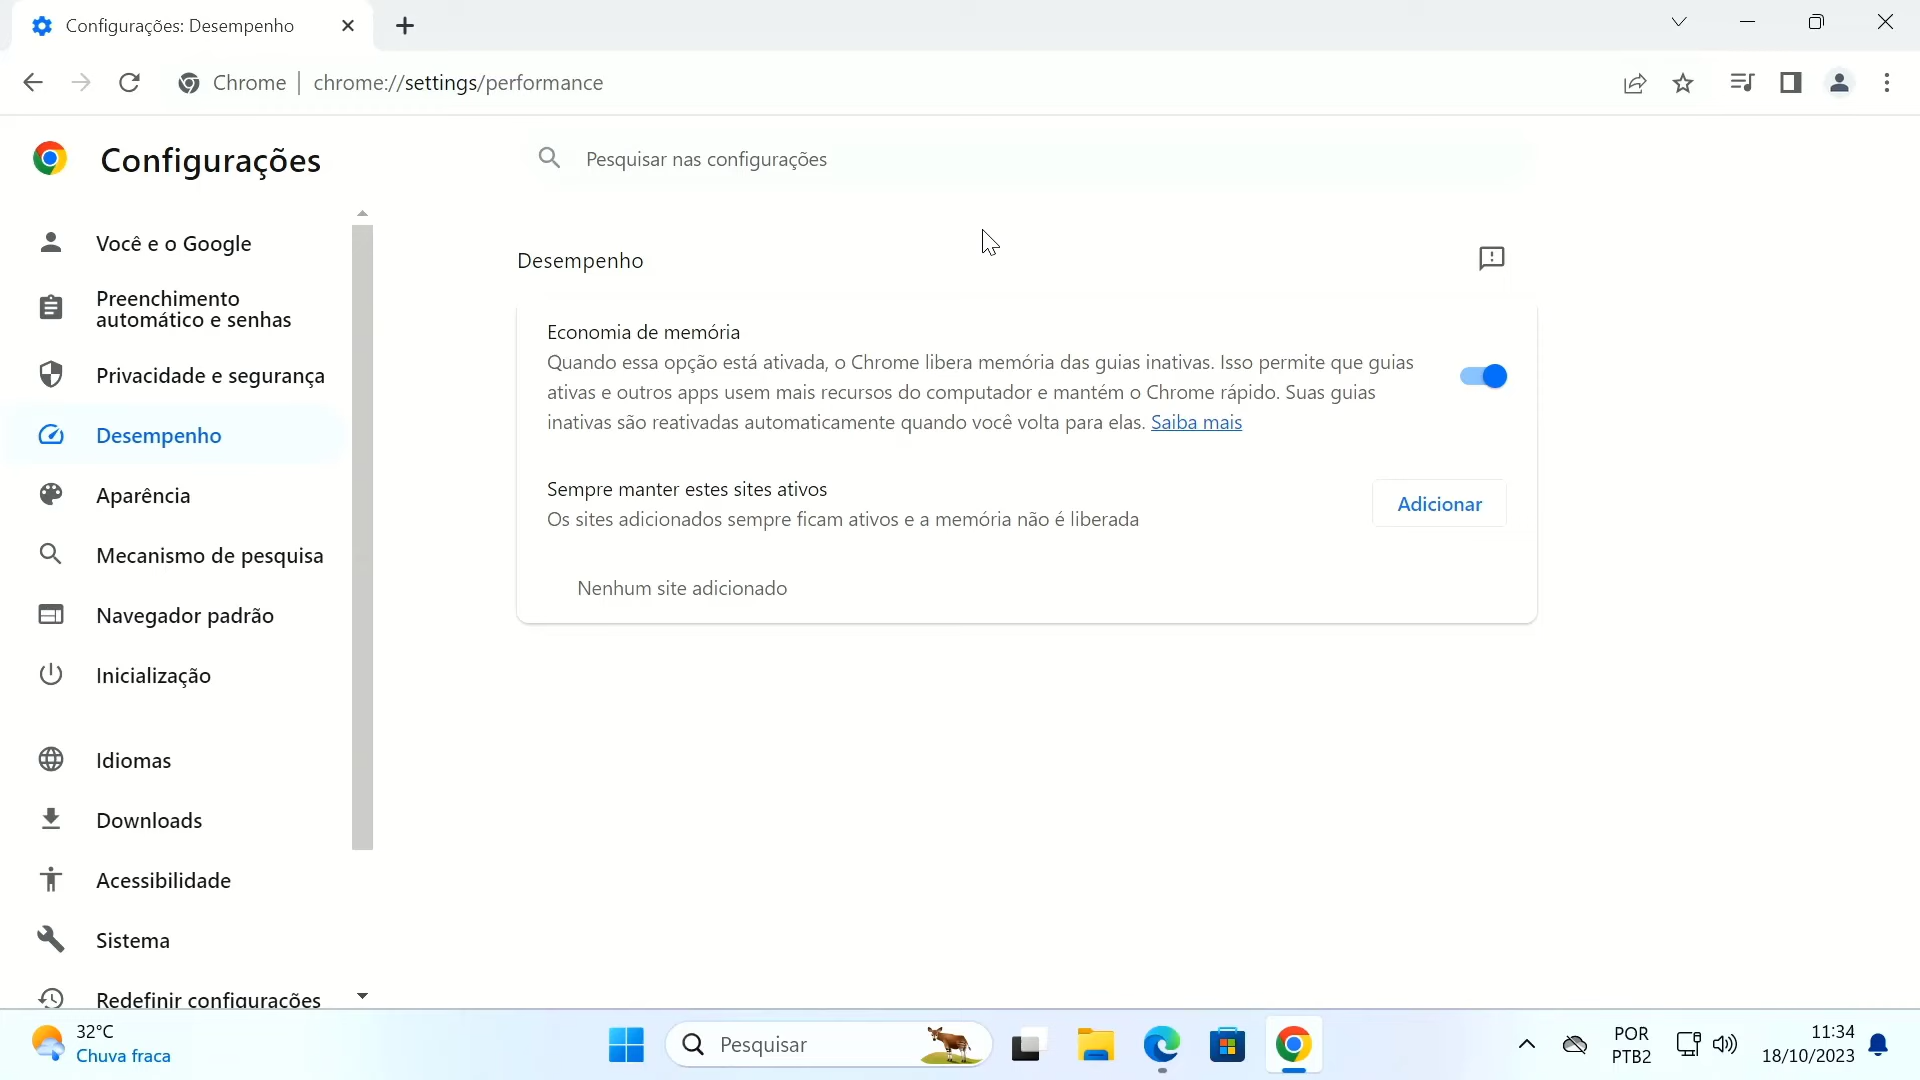 Configurações: Desempenho
Chrome
chrome://settings/performance
Configurações
Pesquisar nas configurações
Você e o Google
Preenchimento
automático e senhas
Privacidade e segurança
Desempenho
Aparência
Mecanismo de pesquisa
Navegador padrão
Inicialização
Idiomas
Downloads
Acessibilidade
Sistema
Redefinir configurações
Desempenho
Economia de memória
Quando essa opção está ativada, o Chrome libera memória das guias inativas. Isso permite que guias
ativas e outros apps usem mais recursos do computador e mantém o Chrome rápido. Suas guias
inativas são reativadas automaticamente quando você volta para elas. Saiba mais
Sempre manter estes sites ativos
Os sites adicionados sempre ficam ativos e a memória não é liberada
Adicionar
Nenhum site adicionado
32°C
Chuva fraca
Pesquisar
POR
PTB2
11:34
18/10/2023